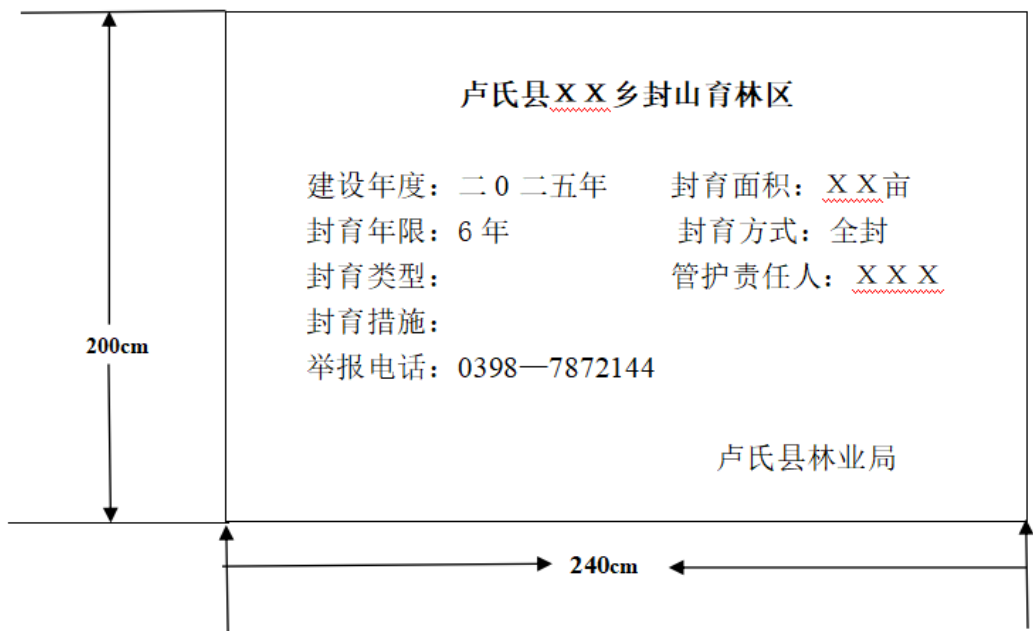 卢氏县ＸＸ乡封山育林区
建设年度：二0二五年 封育面积：ＸＸ亩
封育年限：6年 封育方式：全封
封育类型： 管护责任人：ＸＸＸ
封育措施：
200cm
举报电话：0398—7872144
卢氏县林业局
240cm